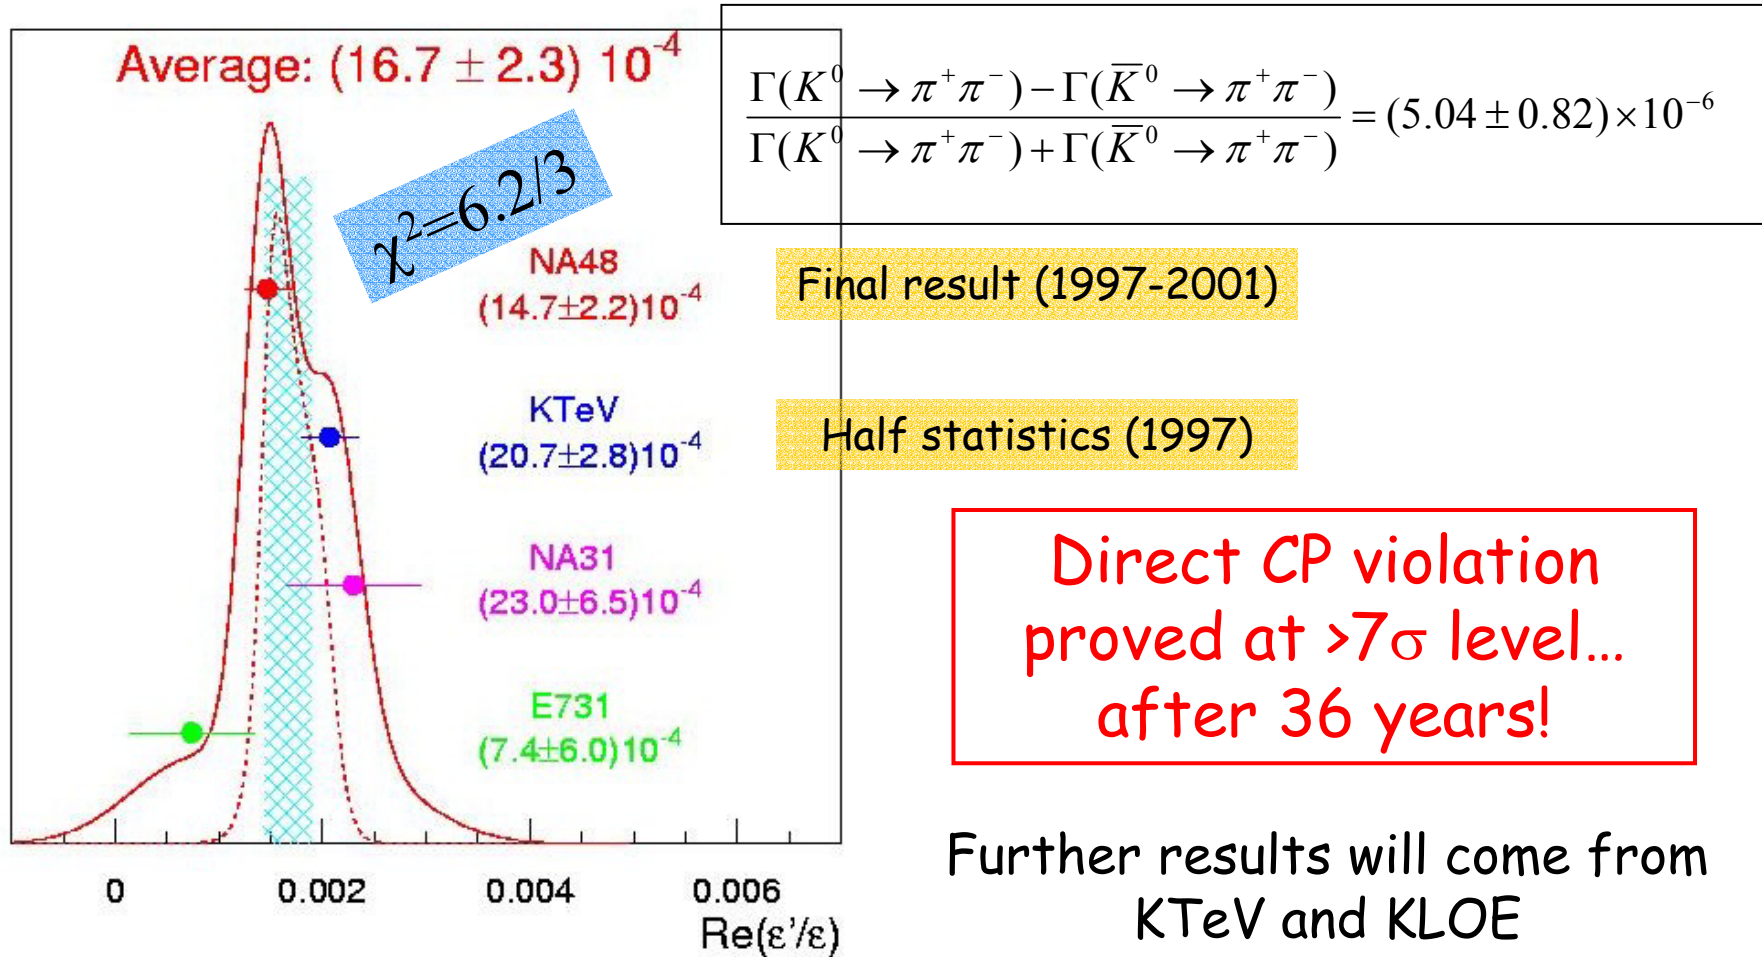 Average: (16.7 ± 2.3) 10⁻⁴
Γ(K⁰ → π⁺π⁻) − Γ(K̅⁰ → π⁺π⁻)
Γ(K⁰ → π⁺π⁻) + Γ(K̅⁰ → π⁺π⁻)
= (5.04 ± 0.82) × 10⁻⁶
χ²=6.2/3
NA48
(14.7±2.2)10⁻⁴
Final result (1997-2001)
KTeV
(20.7±2.8)10⁻⁴
Half statistics (1997)
NA31
(23.0±6.5)10⁻⁴
E731
(7.4±6.0)10⁻⁴
Direct CP violation
proved at >7σ level…
after 36 years!
Further results will come from
KTeV and KLOE
0 0.002 0.004 0.006
Re(ε'/ε)